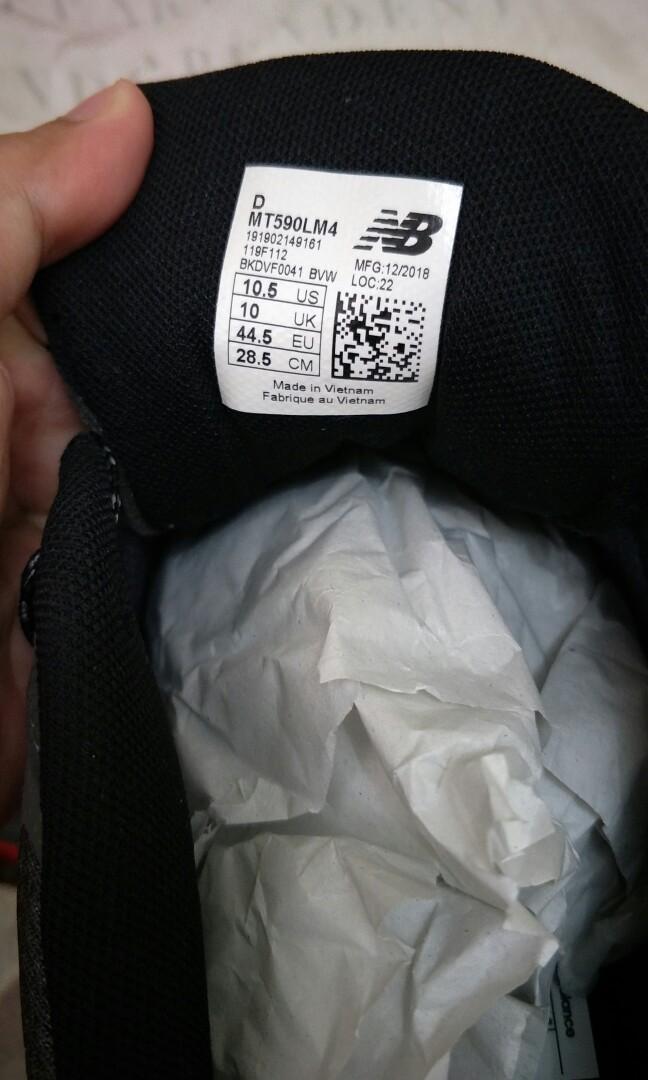 D
MT590LM4
191902149161
119F112
BKDVF0041 BVW
NB
MFG:12/2018
LOC:22
10.5 US
10 UK
44.5 EU
28.5 CM
Made in Vietnam
Fabrique au Vietnam